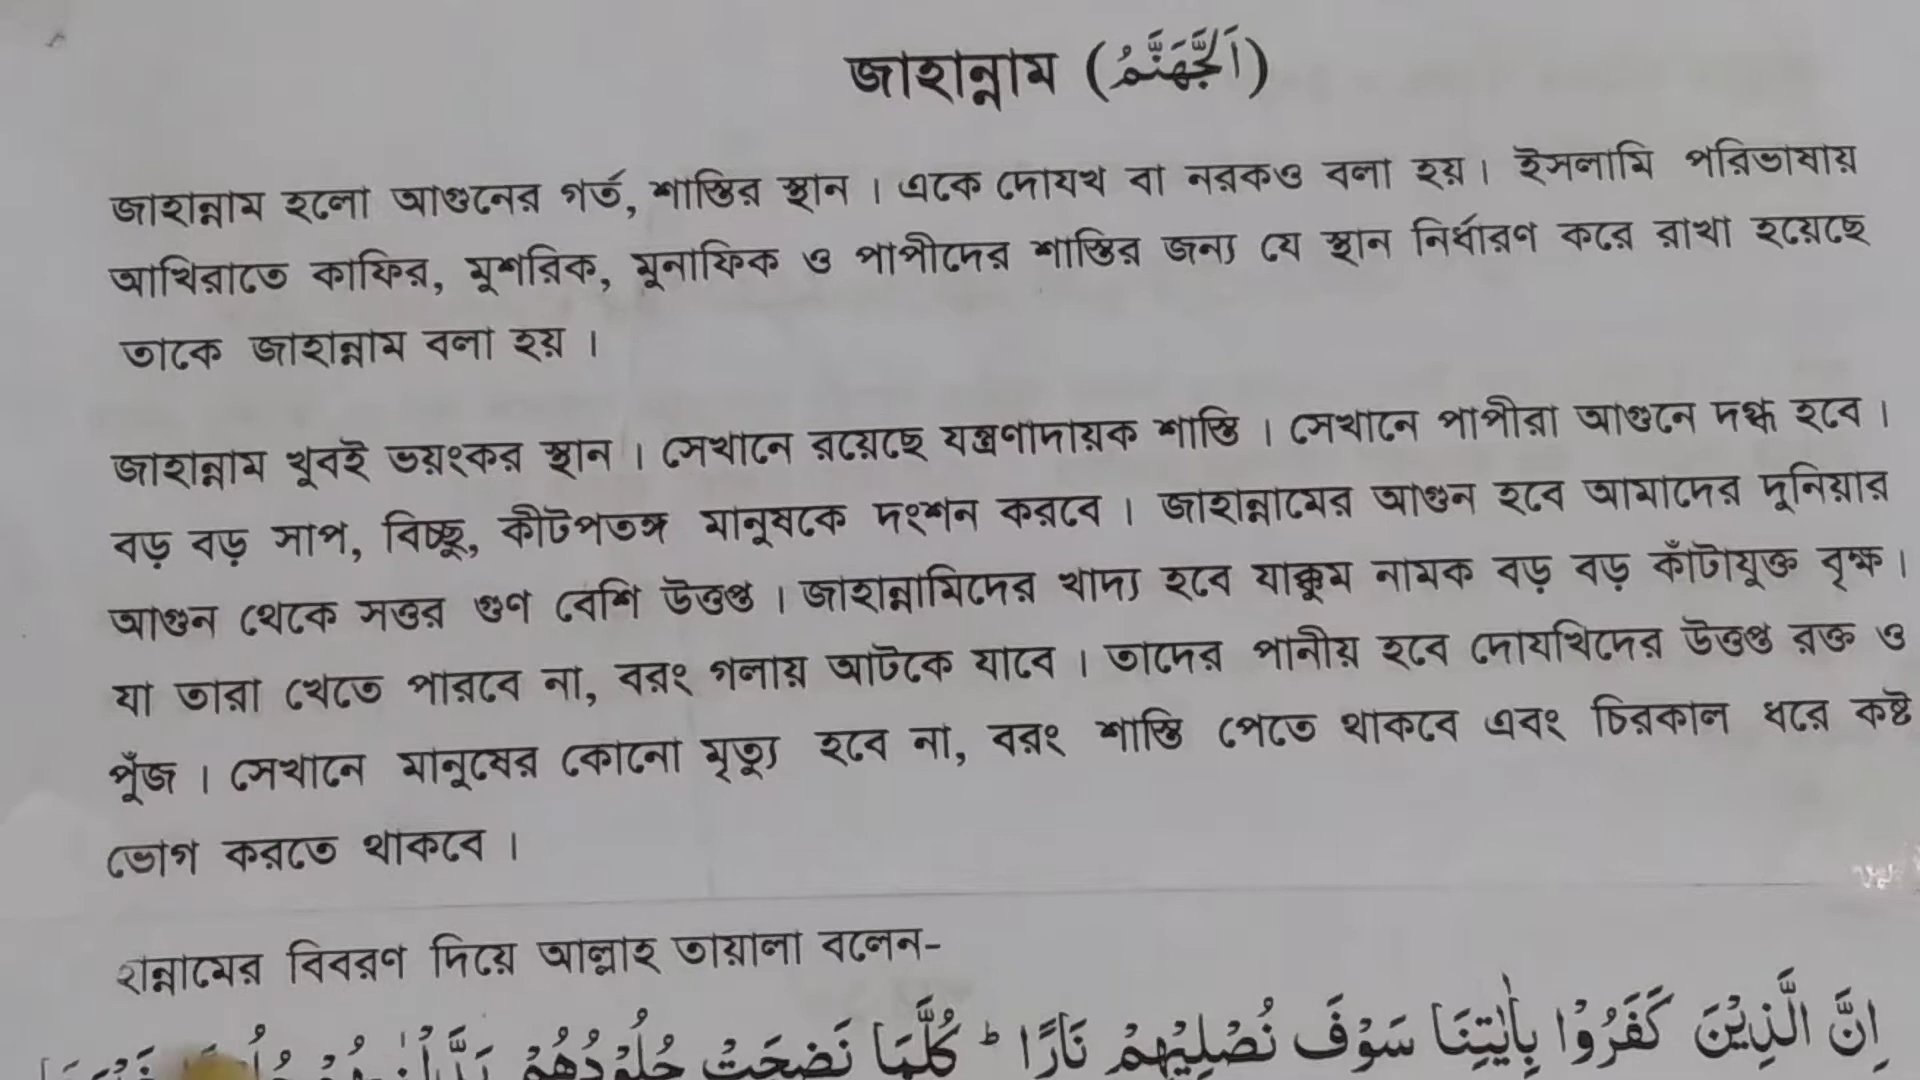 জাহান্নাম (اَلْجَهَنَّمُ)
জাহান্নাম হলো আগুনের গর্ত, শাস্তির স্থান । একে দোযখ বা নরকও বলা হয় । ইসলামি পরিভাষায়
আখিরাতে কাফির, মুশরিক, মুনাফিক ও পাপীদের শাস্তির জন্য যে স্থান নির্ধারণ করে রাখা হয়েছে
তাকে জাহান্নাম বলা হয় ।
জাহান্নাম খুবই ভয়ংকর স্থান । সেখানে রয়েছে যন্ত্রণাদায়ক শাস্তি । সেখানে পাপীরা আগুনে দগ্ধ হবে ।
বড় বড় সাপ, বিচ্ছু, কীটপতঙ্গ মানুষকে দংশন করবে । জাহান্নামের আগুন হবে আমাদের দুনিয়ার
আগুন থেকে সত্তর গুণ বেশি উত্তপ্ত । জাহান্নামিদের খাদ্য হবে যাক্কুম নামক বড় বড় কাঁটাযুক্ত বৃক্ষ ।
যা তারা খেতে পারবে না, বরং গলায় আটকে যাবে । তাদের পানীয় হবে দোযখিদের উত্তপ্ত রক্ত ও
পুঁজ । সেখানে মানুষের কোনো মৃত্যু হবে না, বরং শাস্তি পেতে থাকবে এবং চিরকাল ধরে কষ্ট
ভোগ করতে থাকবে ।
হান্নামের বিবরণ দিয়ে আল্লাহ তায়ালা বলেন-
اِنَّ الَّذِيْنَ كَفَرُوْا بِاٰيٰتِنَا سَوْفَ نُصْلِيْهِمْ نَارًا ؕ كُلَّمَا نَضِجَتْ جُلُوْدُهُمْ